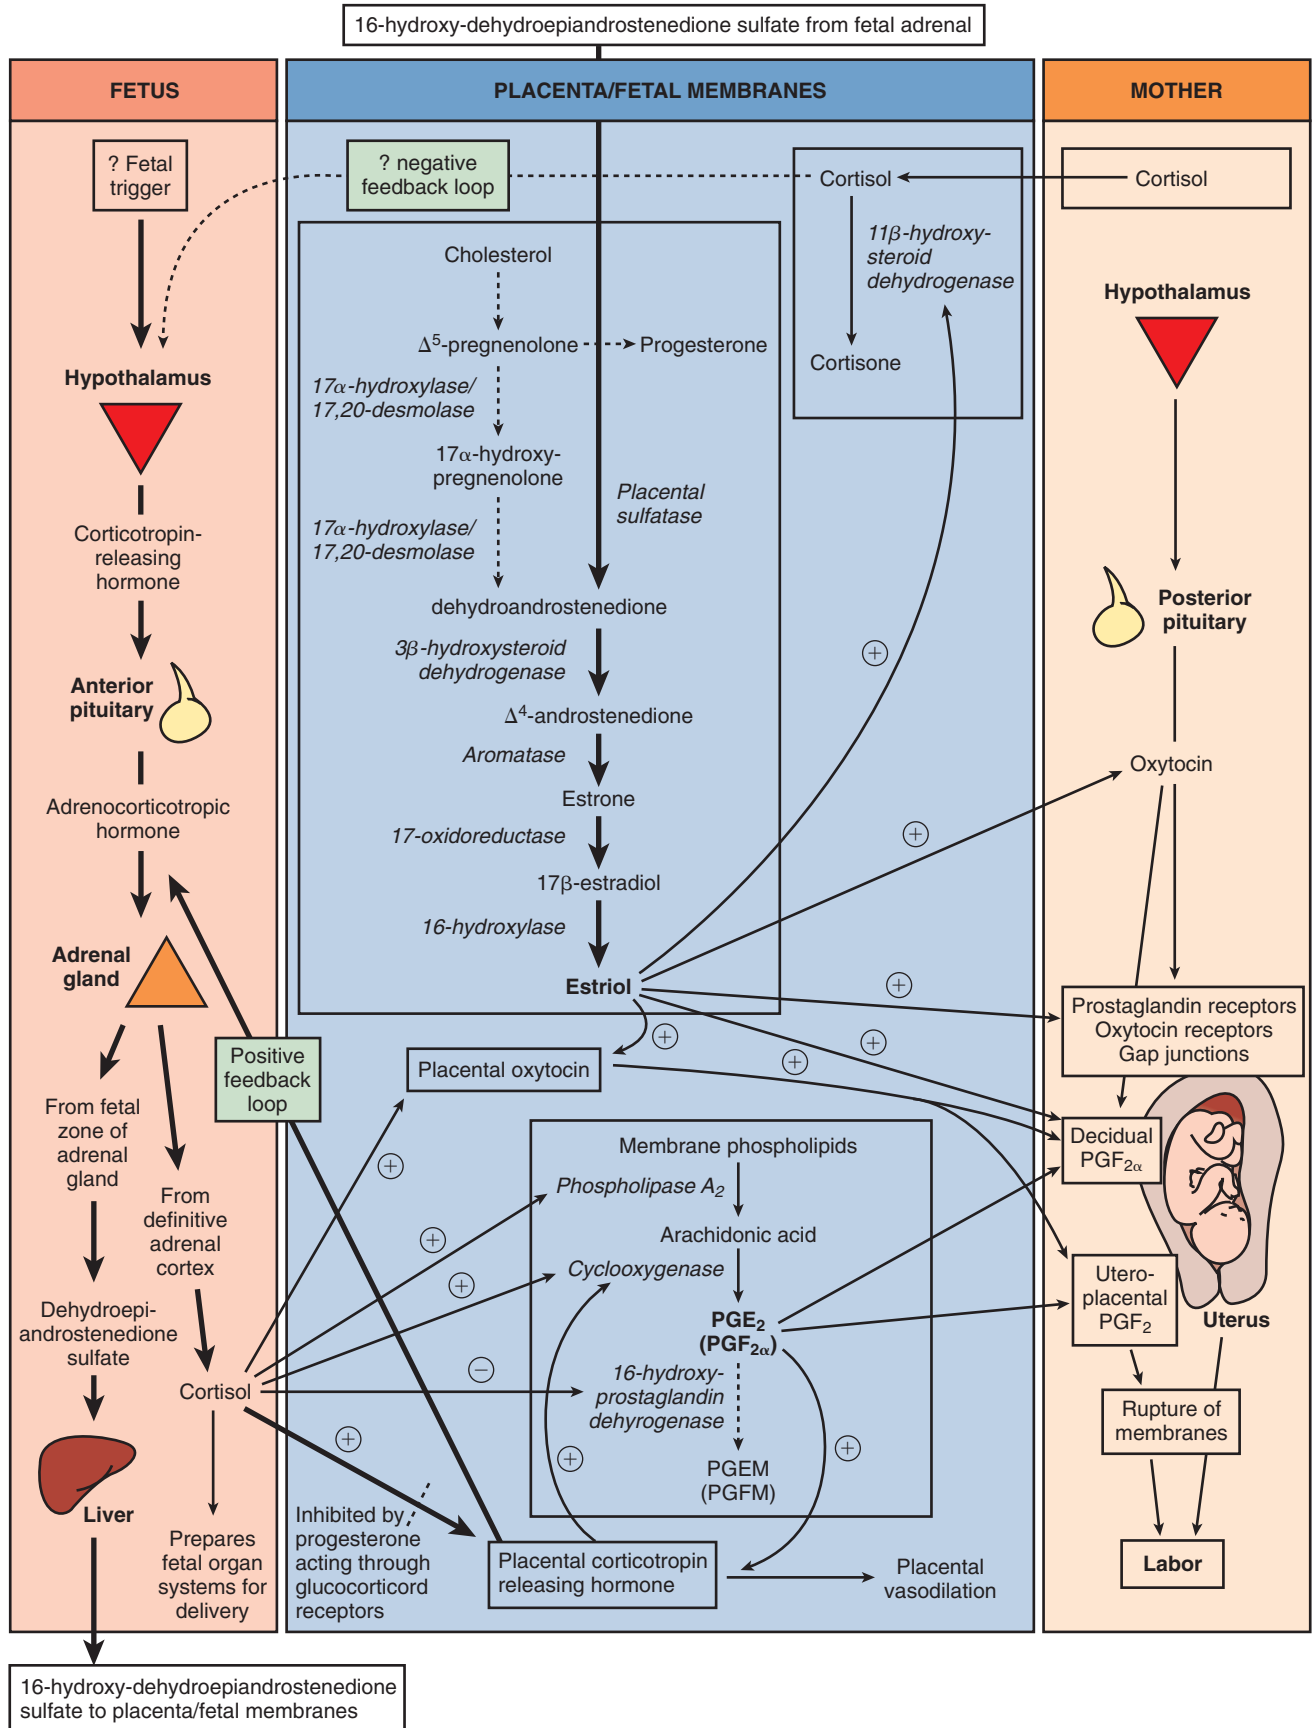 16-hydroxy-dehydroepiandrostenedione sulfate from fetal adrenal
FETUS
? Fetal
trigger
Hypothalamus
Corticotropin-
releasing
hormone
Anterior
pituitary
Adrenocorticotropic
hormone
Adrenal
gland
From fetal
zone of
adrenal
gland
From
definitive
adrenal
cortex
Dehydroepi-
androstenedione
sulfate
Cortisol
Liver
Prepares
fetal organ
systems for
delivery
16-hydroxy-dehydroepiandrostenedione
sulfate to placenta/fetal membranes
PLACENTA/FETAL MEMBRANES
? negative
feedback loop
Cortisol
11β-hydroxy-
steroid
dehydrogenase
Cortisone
Cholesterol
Δ5-pregnenolone
Progesterone
17α-hydroxylase/
17,20-desmolase
17α-hydroxy-
pregnenolone
Placental
sulfatase
17α-hydroxylase/
17,20-desmolase
dehydroandrostenedione
3β-hydroxysteroid
dehydrogenase
Δ4-androstenedione
Aromatase
Estrone
17-oxidoreductase
17β-estradiol
16-hydroxylase
Estriol
+
+
+
+
+
+
Positive
feedback
loop
Placental oxytocin
Membrane phospholipids
Phospholipase A2
Arachidonic acid
Cyclooxygenase
PGE2
(PGF2α)
16-hydroxy-
prostaglandin
dehyrogenase
PGEM
(PGFM)
+
+
+
−
+
+
+
Inhibited by
progesterone
acting through
glucocorticord
receptors
Placental corticotropin
releasing hormone
Placental
vasodilation
MOTHER
Cortisol
Hypothalamus
Posterior
pituitary
Oxytocin
Prostaglandin receptors
Oxytocin receptors
Gap junctions
Decidual
PGF2α
Utero-
placental
PGF2
Uterus
Rupture of
membranes
Labor